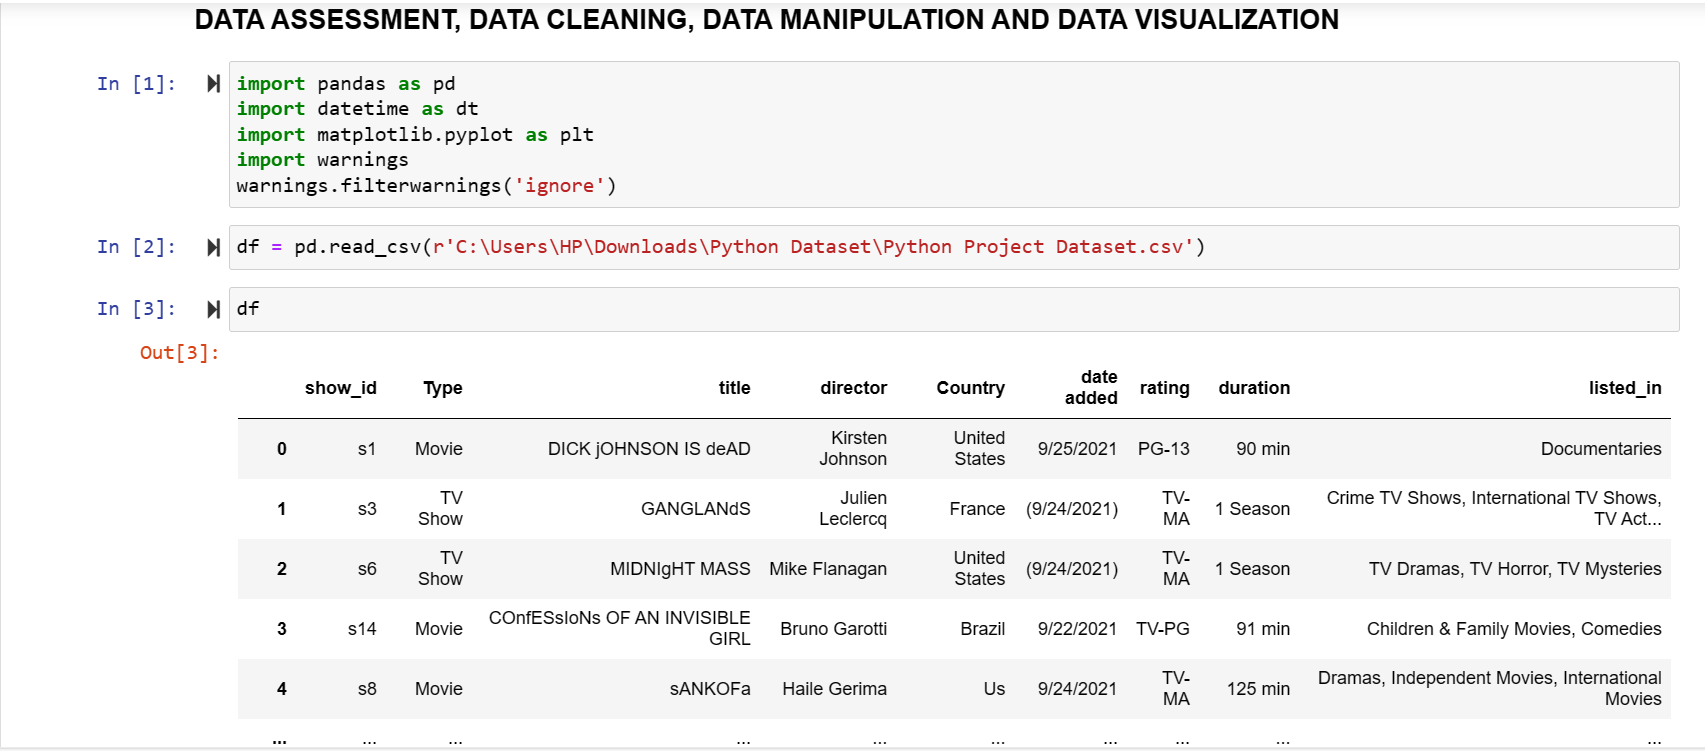 DATA ASSESSMENT, DATA CLEANING, DATA MANIPULATION AND DATA VISUALIZATION
In [1]:
import pandas as pd
import datetime as dt
import matplotlib.pyplot as plt
import warnings
warnings.filterwarnings('ignore')
In [2]:
df = pd.read_csv(r'C:\Users\HP\Downloads\Python Dataset\Python Project Dataset.csv')
In [3]:
df
Out[3]:
show_id Type title director Country date added rating duration listed_in
0 s1 Movie DICK jOHNSON IS deAD Kirsten Johnson United States 9/25/2021 PG-13 90 min Documentaries
1 s3 TV Show GANGLANdS Julien Leclercq France (9/24/2021) TV-MA 1 Season Crime TV Shows, International TV Shows, TV Act...
2 s6 TV Show MIDNIgHT MASS Mike Flanagan United States (9/24/2021) TV-MA 1 Season TV Dramas, TV Horror, TV Mysteries
3 s14 Movie COnfESsIoNs OF AN INVISIBLE GIRL Bruno Garotti Brazil 9/22/2021 TV-PG 91 min Children & Family Movies, Comedies
4 s8 Movie sANKOFa Haile Gerima Us 9/24/2021 TV-MA 125 min Dramas, Independent Movies, International Movies
... ... ... ... ... ... ... ... ... ...